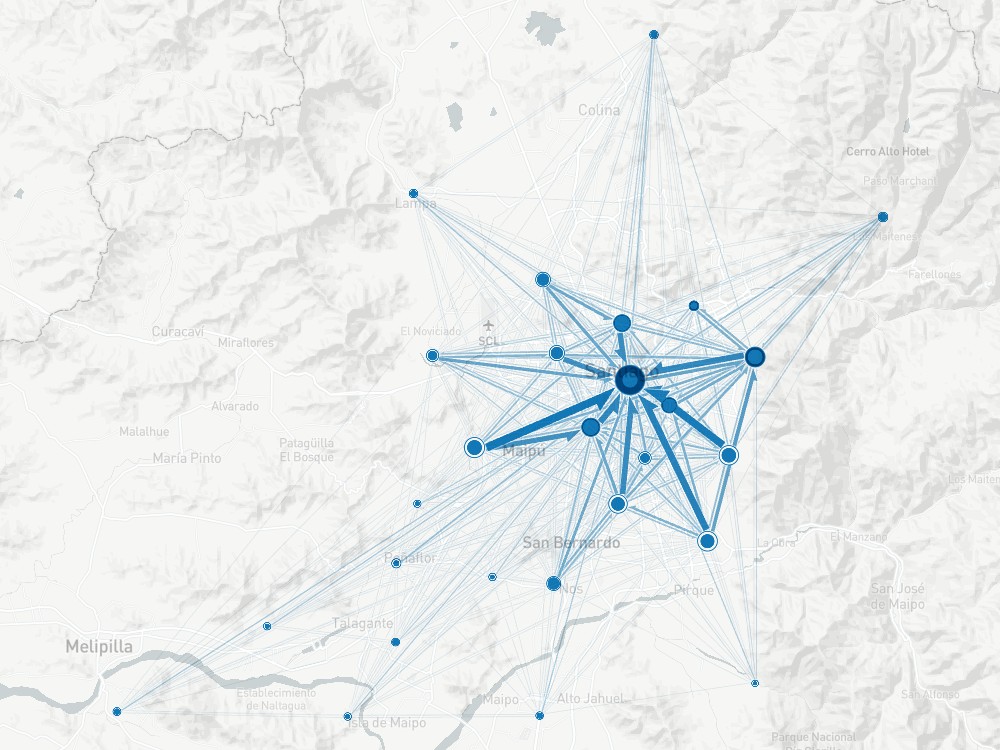 Colina
Cerro Alto Hotel
Paso Marchant
Lampa
Maitenes
Farellones
El Noviciado
SCL
Curacaví
Miraflores
Alvarado
Malalhue
Patagüilla
El Bosque
María Pinto
Maipú
San Bernardo
La Obra
El Manzano
Peñaflor
Nos
Pirque
San José
de Maipo
Talagante
Melipilla
Establecimiento
de Naltagua
Maipo
Alto Jahuel
San Alfonso
Isla de Maipo
Parque Nacional